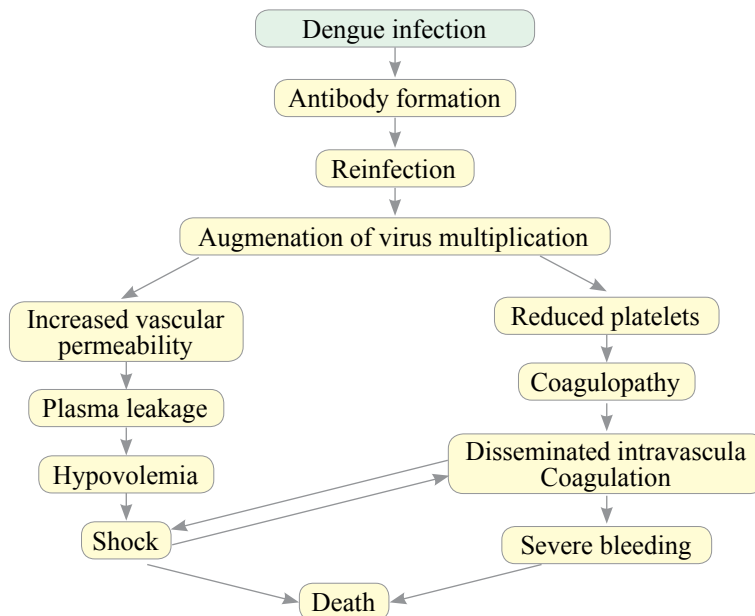 Dengue infection
Antibody formation
Reinfection
Augmenation of virus multiplication
Increased vascular
permeability
Plasma leakage
Hypovolemia
Shock
Reduced platelets
Coagulopathy
Disseminated intravascula
Coagulation
Severe bleeding
Death